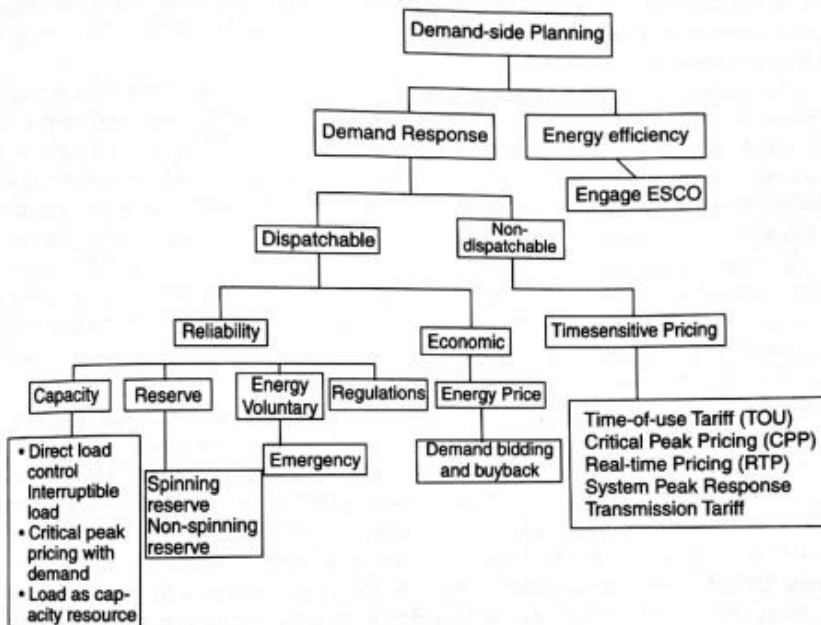 Demand-side Planning
Demand Response
Energy efficiency
Engage ESCO
Dispatchable
Non-
dispatchable
Reliability
Economic
Timesensitive Pricing
Capacity
Reserve
Energy
Voluntary
Regulations
Energy Price
• Direct load
control
Interruptible
load
• Critical peak
pricing with
demand
• Load as cap-
acity resource
Spinning
reserve
Non-spinning
reserve
Emergency
Demand bidding
and buyback
Time-of-use Tariff (TOU)
Critical Peak Pricing (CPP)
Real-time Pricing (RTP)
System Peak Response
Transmission Tariff